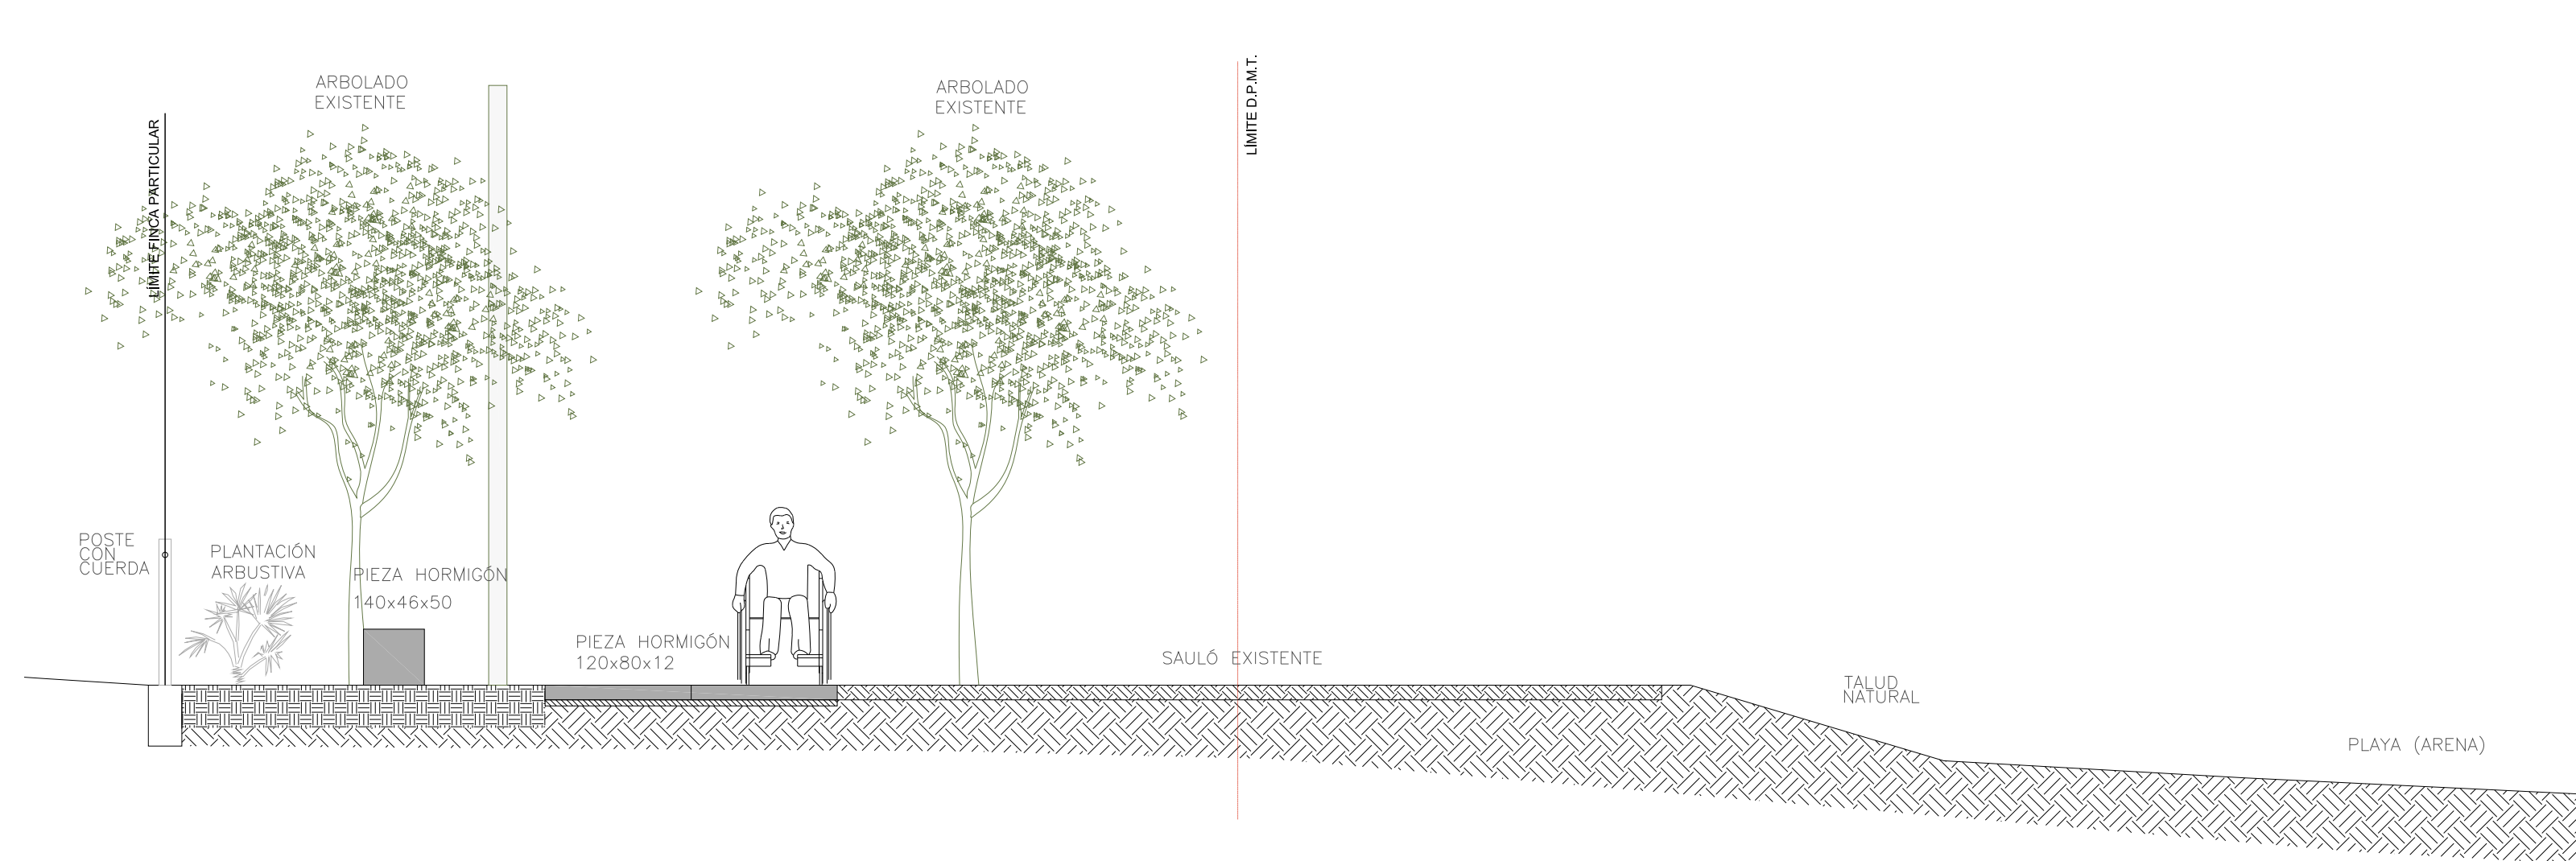 ARBOLADO
EXISTENTE
ARBOLADO
EXISTENTE
LÍMITE FINCA PARTICULAR
LÍMITE D.P.M.T.
POSTE
CON
CUERDA
PLANTACIÓN
ARBUSTIVA
PIEZA HORMIGÓN
140x46x50
PIEZA HORMIGÓN
120x80x12
SAULÓ EXISTENTE
TALUD
NATURAL
PLAYA (ARENA)